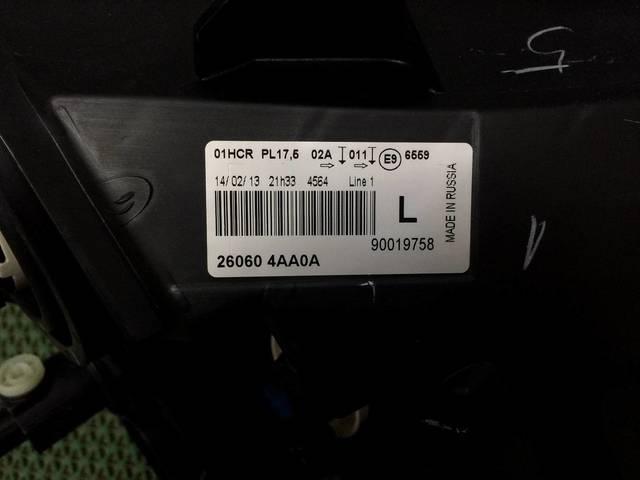 01HCR PL17,5 02A 011 E9 6559
14/02/13 21h33 4564 Line 1
L
90019758
26060 4AA0A
MADE IN RUSSIA